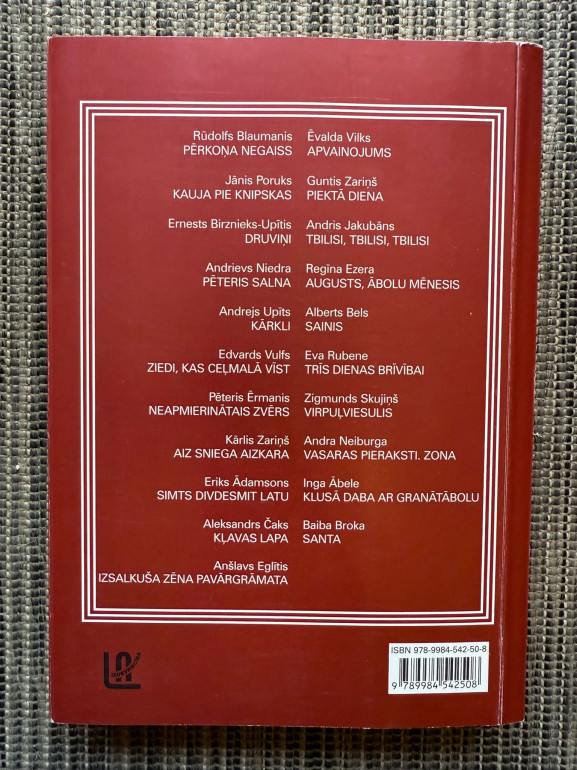 Rūdolfs Blaumanis
PĒRKOŅA NEGAISS
Jānis Poruks
KAUJA PIE KNIPSKAS
Ernests Birznieks-Upītis
DRUVIŅI
Andrievs Niedra
PĒTERIS SALNA
Andrejs Upīts
KĀRKLI
Edvards Vulfs
ZIEDI, KAS CEĻMALĀ VĪST
Pēteris Ērmanis
NEAPMIERINĀTAIS ZVĒRS
Kārlis Zariņš
AIZ SNIEGA AIZKARA
Eriks Ādamsons
SIMTS DIVDESMIT LATU
Aleksandrs Čaks
KĻAVAS LAPA
Anšlavs Eglītis
IZSALKUŠA ZĒNA PAVĀRGRĀMATA
Ēvalda Vilks
APVAINOJUMS
Guntis Zariņš
PIEKTĀ DIENA
Andris Jakubāns
TBILISI, TBILISI, TBILISI
Regīna Ezera
AUGUSTS, ĀBOLU MĒNESIS
Alberts Bels
SAINIS
Eva Rubene
TRĪS DIENAS BRĪVĪBAI
Zigmunds Skujiņš
VIRPUĻVIESULIS
Andra Neiburga
VASARAS PIERAKSTI. ZONA
Inga Ābele
KLUSĀ DABA AR GRANĀTĀBOLU
Baiba Broka
SANTA
ISBN 978-9984-542-50-8
9 789984 542508